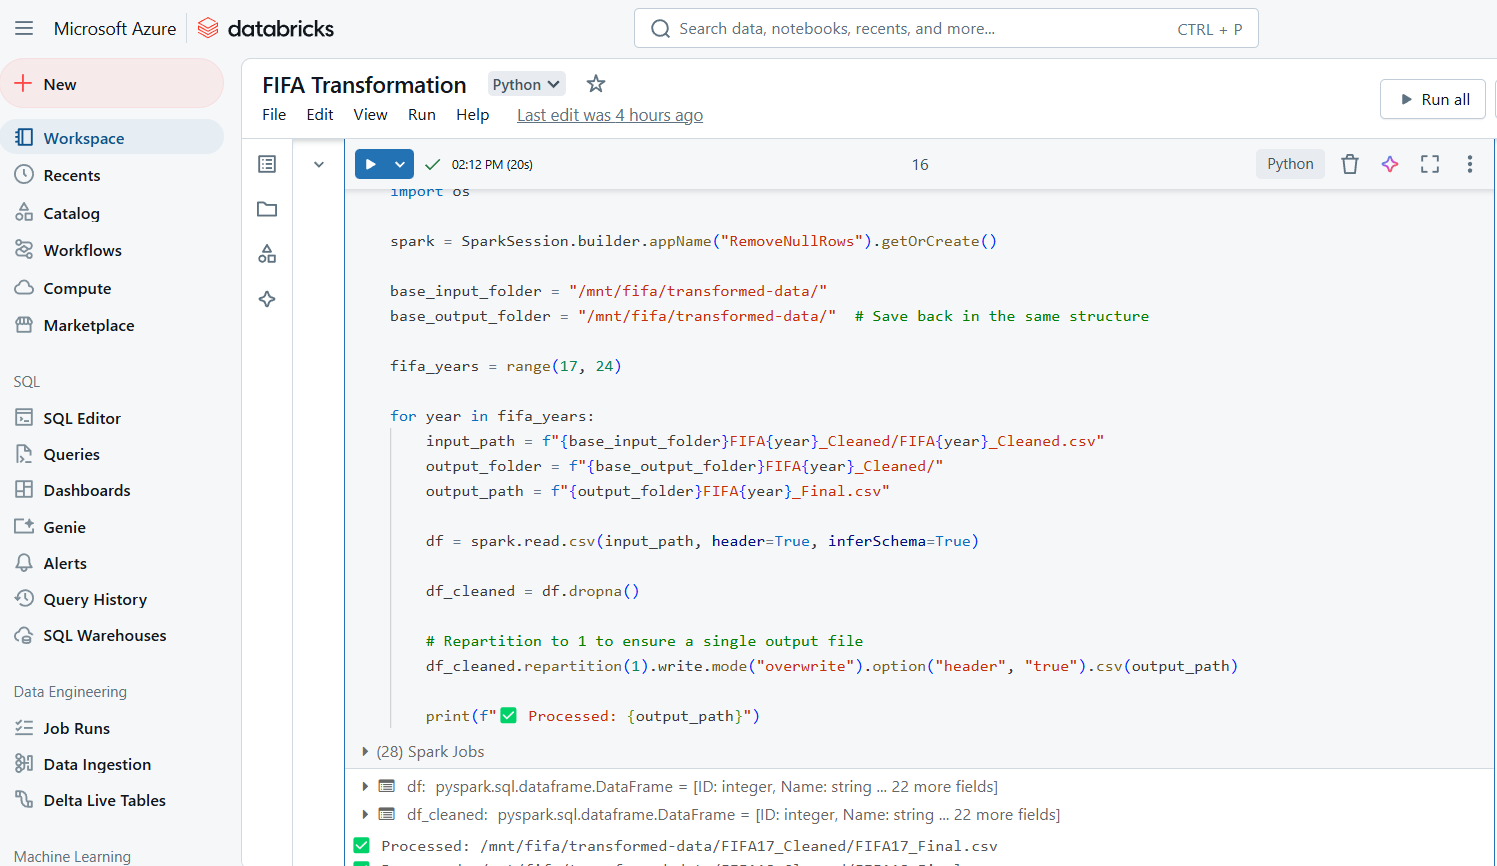 Microsoft Azure databricks
Search data, notebooks, recents, and more... CTRL + P
New
Workspace
Recents
Catalog
Workflows
Compute
Marketplace
SQL
SQL Editor
Queries
Dashboards
Genie
Alerts
Query History
SQL Warehouses
Data Engineering
Job Runs
Data Ingestion
Delta Live Tables
Machine Learning
FIFA Transformation Python
File Edit View Run Help Last edit was 4 hours ago
Run all
02:12 PM (20s) 16 Python
import os
spark = SparkSession.builder.appName("RemoveNullRows").getOrCreate()
base_input_folder = "/mnt/fifa/transformed-data/"
base_output_folder = "/mnt/fifa/transformed-data/"  # Save back in the same structure
fifa_years = range(17, 24)
for year in fifa_years:
    input_path = f"{base_input_folder}FIFA{year}_Cleaned/FIFA{year}_Cleaned.csv"
    output_folder = f"{base_output_folder}FIFA{year}_Cleaned/"
    output_path = f"{output_folder}FIFA{year}_Final.csv"
    df = spark.read.csv(input_path, header=True, inferSchema=True)
    df_cleaned = df.dropna()
    # Repartition to 1 to ensure a single output file
    df_cleaned.repartition(1).write.mode("overwrite").option("header", "true").csv(output_path)
    print(f"✅ Processed: {output_path}")
(28) Spark Jobs
df: pyspark.sql.dataframe.DataFrame = [ID: integer, Name: string ... 22 more fields]
df_cleaned: pyspark.sql.dataframe.DataFrame = [ID: integer, Name: string ... 22 more fields]
✅ Processed: /mnt/fifa/transformed-data/FIFA17_Cleaned/FIFA17_Final.csv